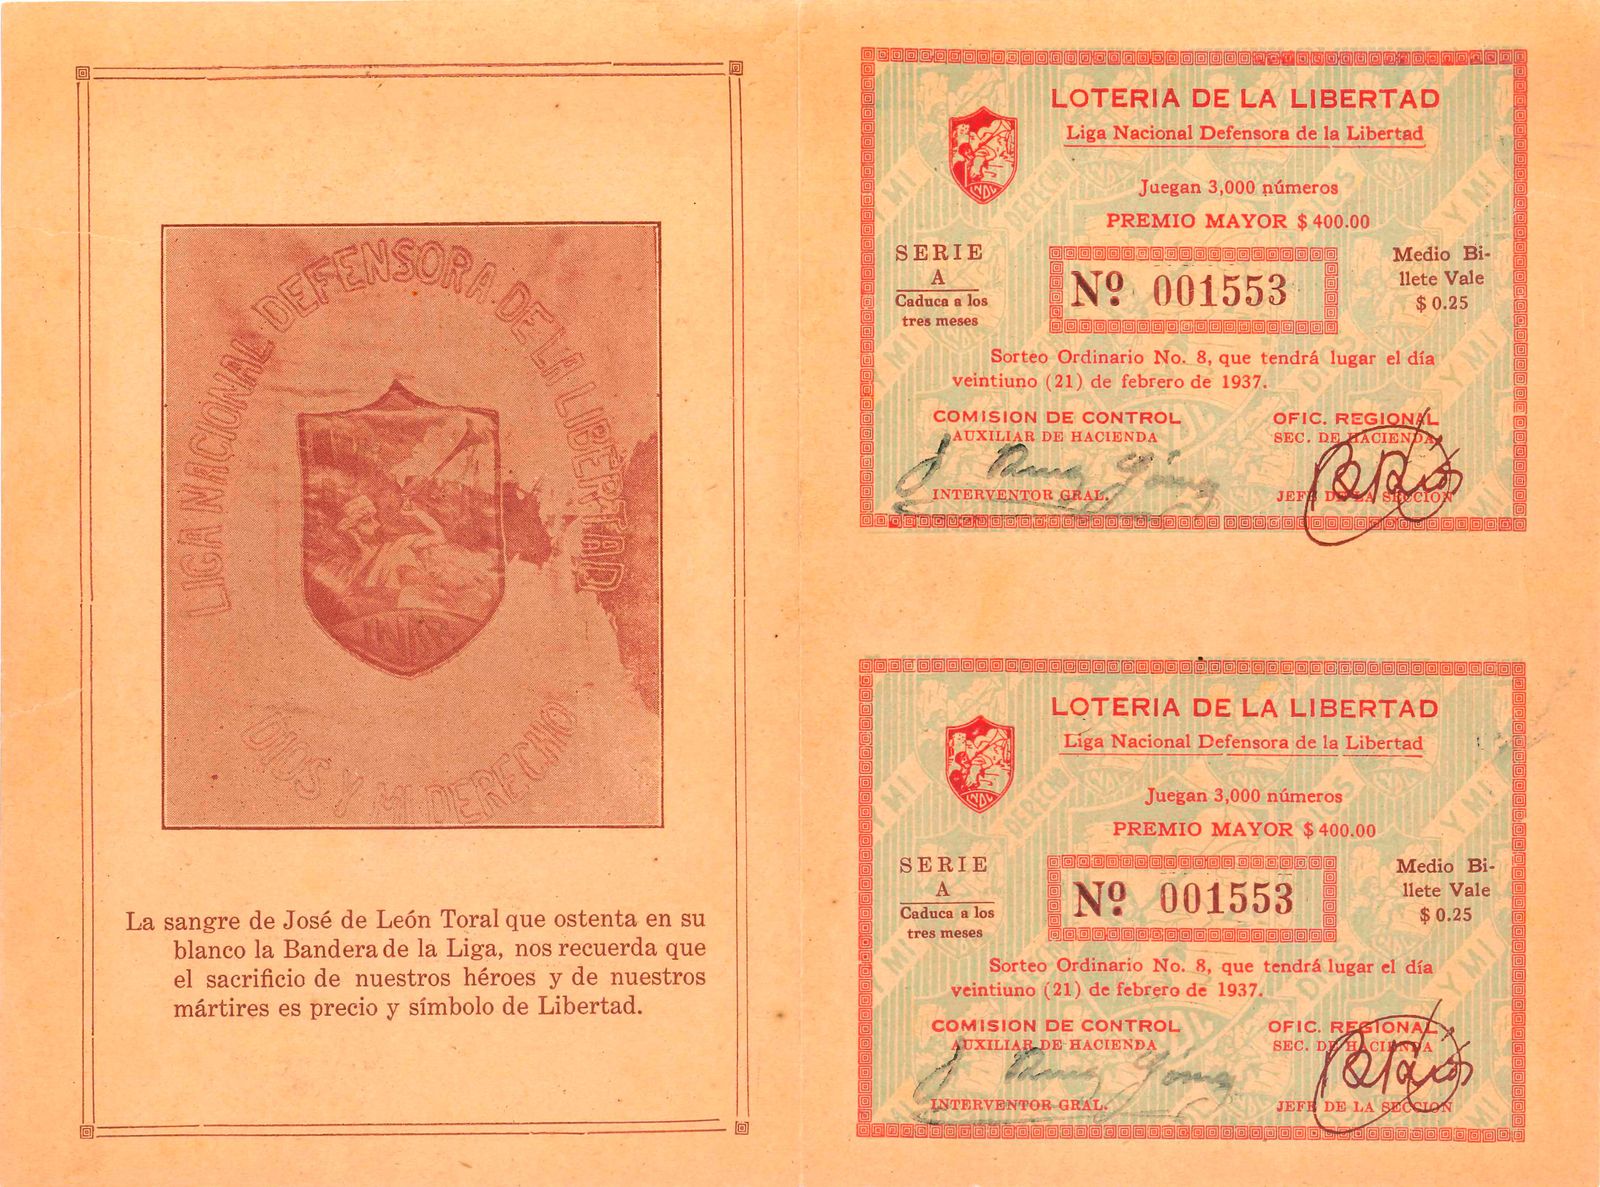 LIGA NACIONAL DEFENSORA DE LA LIBERTAD
DIOS Y MI DERECHO
La sangre de José de León Toral que ostenta en su
blanco la Bandera de la Liga, nos recuerda que
el sacrificio de nuestros héroes y de nuestros
mártires es precio y símbolo de Libertad.
LOTERIA DE LA LIBERTAD
Liga Nacional Defensora de la Libertad
LNDL
Juegan 3,000 números
PREMIO MAYOR $ 400.00
SERIE
A
Caduca a los
tres meses
Nº 001553
Medio Bi-
llete Vale
$ 0.25
Sorteo Ordinario No. 8, que tendrá lugar el día
veintiuno (21) de febrero de 1937.
COMISION DE CONTROL
AUXILIAR DE HACIENDA
INTERVENTOR GRAL.
OFIC. REGIONAL
SEC. DE HACIENDA
JEFE DE LA SECCION
LOTERIA DE LA LIBERTAD
Liga Nacional Defensora de la Libertad
LNDL
Juegan 3,000 números
PREMIO MAYOR $ 400.00
SERIE
A
Caduca a los
tres meses
Nº 001553
Medio Bi-
llete Vale
$ 0.25
Sorteo Ordinario No. 8, que tendrá lugar el día
veintiuno (21) de febrero de 1937.
COMISION DE CONTROL
AUXILIAR DE HACIENDA
INTERVENTOR GRAL.
OFIC. REGIONAL
SEC. DE HACIENDA
JEFE DE LA SECCION